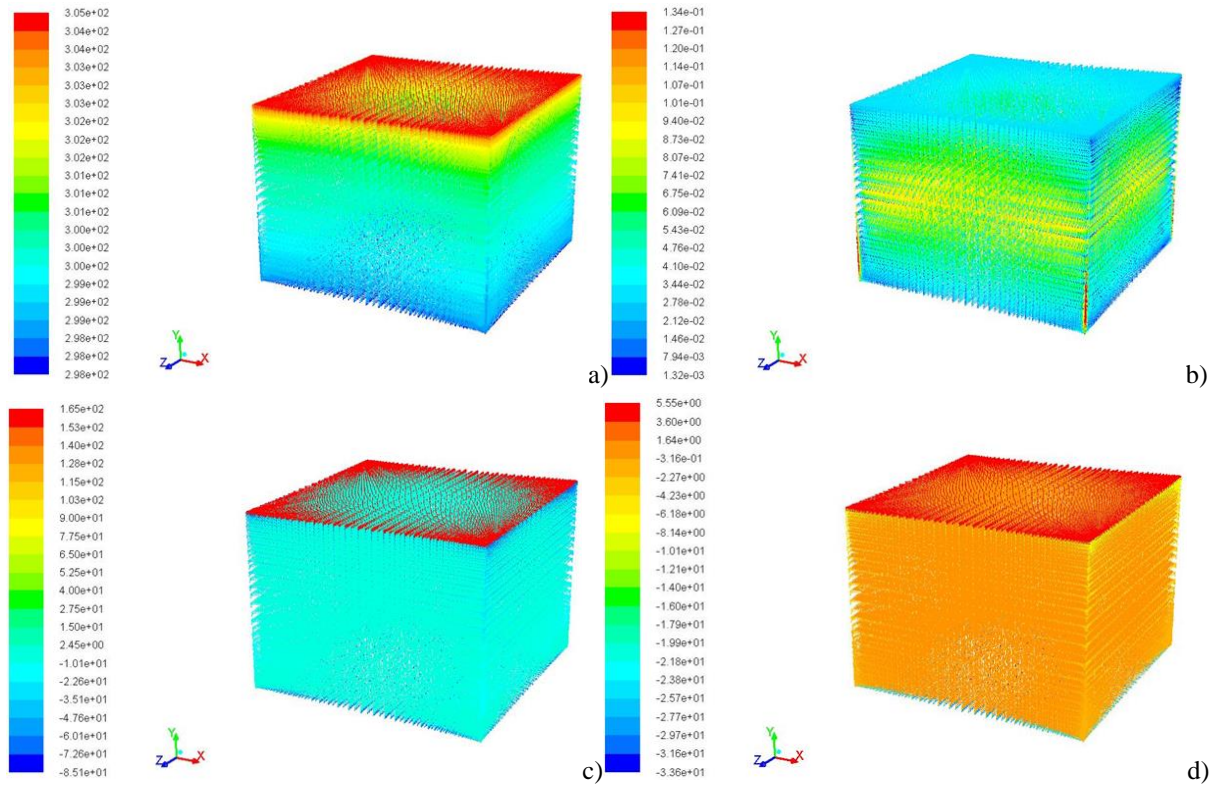 3.05e+02
3.04e+02
3.04e+02
3.03e+02
3.03e+02
3.03e+02
3.02e+02
3.02e+02
3.02e+02
3.01e+02
3.01e+02
3.01e+02
3.00e+02
3.00e+02
3.00e+02
2.99e+02
2.99e+02
2.99e+02
2.98e+02
2.98e+02
2.98e+02
Y
Z
X
a)
1.34e-01
1.27e-01
1.20e-01
1.14e-01
1.07e-01
1.01e-01
9.40e-02
8.73e-02
8.07e-02
7.41e-02
6.75e-02
6.09e-02
5.43e-02
4.76e-02
4.10e-02
3.44e-02
2.78e-02
2.12e-02
1.46e-02
7.94e-03
1.32e-03
Y
Z
X
b)
1.65e+02
1.53e+02
1.40e+02
1.28e+02
1.15e+02
1.03e+02
9.00e+01
7.75e+01
6.50e+01
5.25e+01
4.00e+01
2.75e+01
1.50e+01
2.45e+00
-1.01e+01
-2.26e+01
-3.51e+01
-4.76e+01
-6.01e+01
-7.26e+01
-8.51e+01
Y
Z
X
c)
5.55e+00
3.60e+00
1.64e+00
-3.16e-01
-2.27e+00
-4.23e+00
-6.18e+00
-8.14e+00
-1.01e+01
-1.21e+01
-1.40e+01
-1.60e+01
-1.79e+01
-1.99e+01
-2.18e+01
-2.38e+01
-2.57e+01
-2.77e+01
-2.97e+01
-3.16e+01
-3.36e+01
Y
Z
X
d)